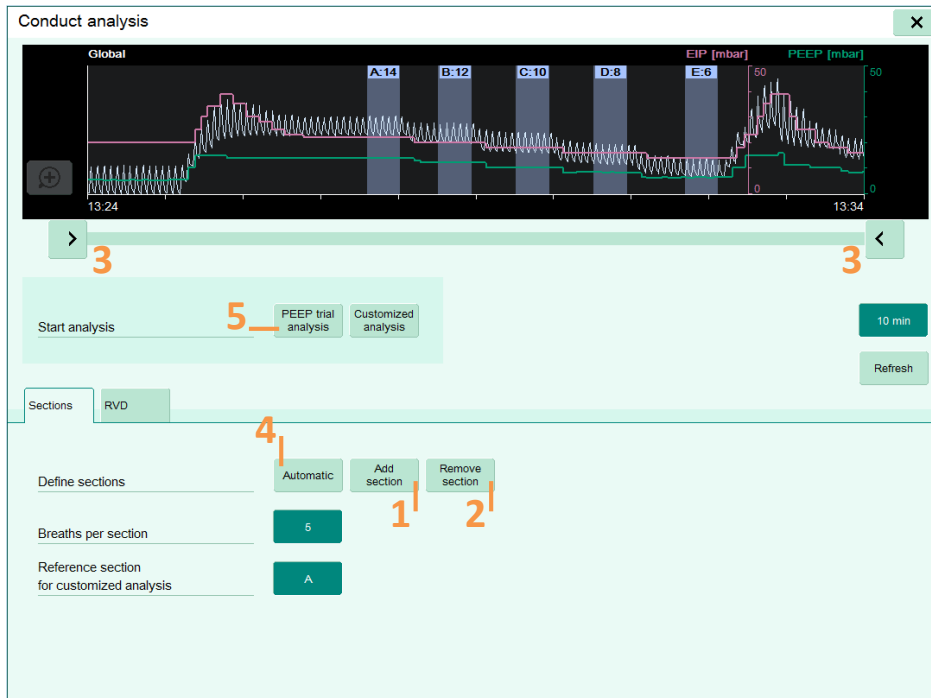 Conduct analysis
Global EIP [mbar] PEEP [mbar]
A:14 B:12 C:10 D:8 E:6 50 50
0 0
13:24 13:34
3 3
5 PEEP trial analysis Customized analysis
Start analysis
10 min
Refresh
Sections RVD
4
Define sections Automatic Add section Remove section
1 2
Breaths per section 5
Reference section
for customized analysis A